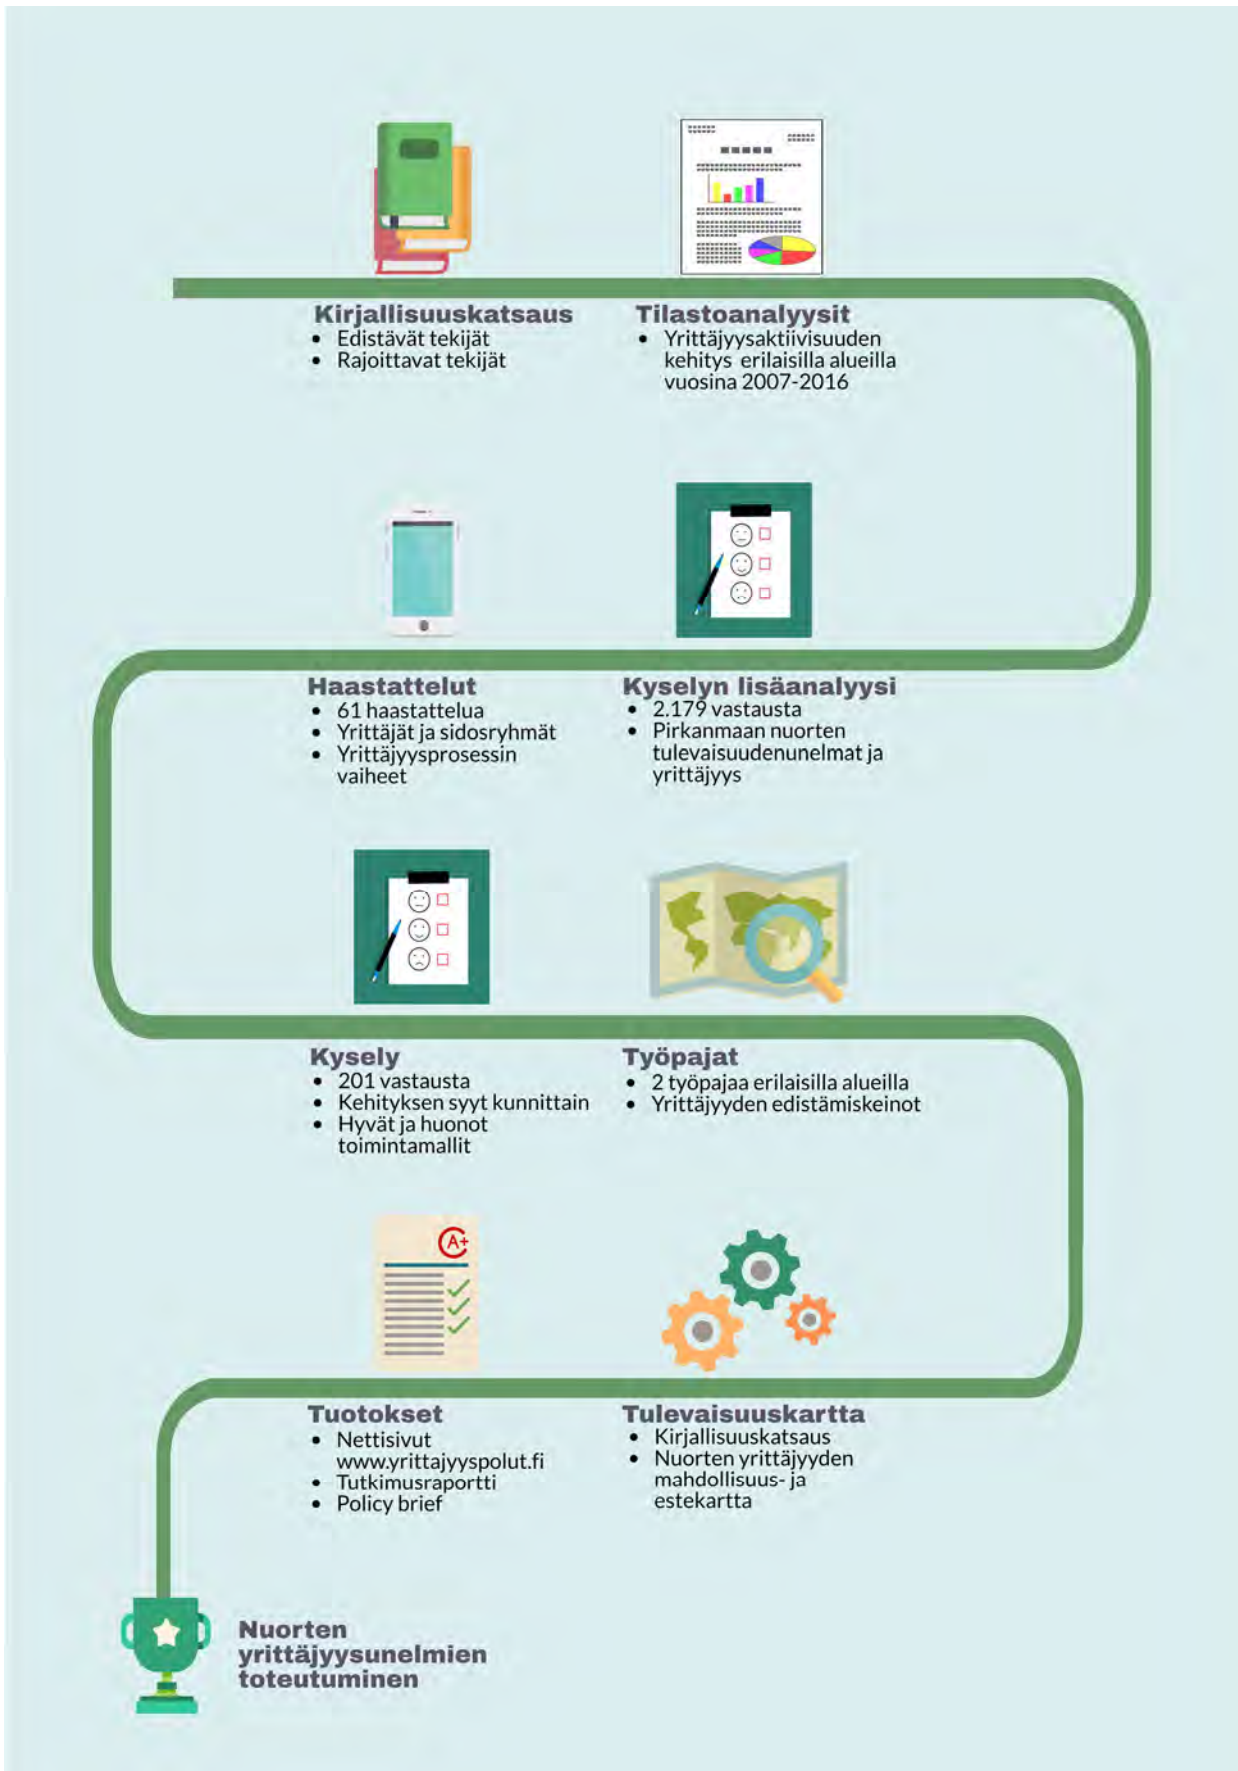 Kirjallisuuskatsaus
• Edistävät tekijät
• Rajoittavat tekijät
Tilastoanalyysit
• Yrittäjyysaktiivisuuden
kehitys erilaisilla alueilla
vuosina 2007-2016
Haastattelut
• 61 haastattelua
• Yrittäjät ja sidosryhmät
• Yrittäjyysprosessin
vaiheet
Kyselyn lisäanalyysi
• 2.179 vastausta
• Pirkanmaan nuorten
tulevaisuudenunelmat ja
yrittäjyys
Kysely
• 201 vastausta
• Kehityksen syyt kunnittain
• Hyvät ja huonot
toimintamallit
Työpajat
• 2 työpajaa erilaisilla alueilla
• Yrittäjyyden edistämiskeinot
A+
Tuotokset
• Nettisivut
www.yrittajyyspolut.fi
• Tutkimusraportti
• Policy brief
Tulevaisuuskartta
• Kirjallisuuskatsaus
• Nuorten yrittäjyyden
mahdollisuus- ja
estekartta
Nuorten
yrittäjyysunelmien
toteutuminen